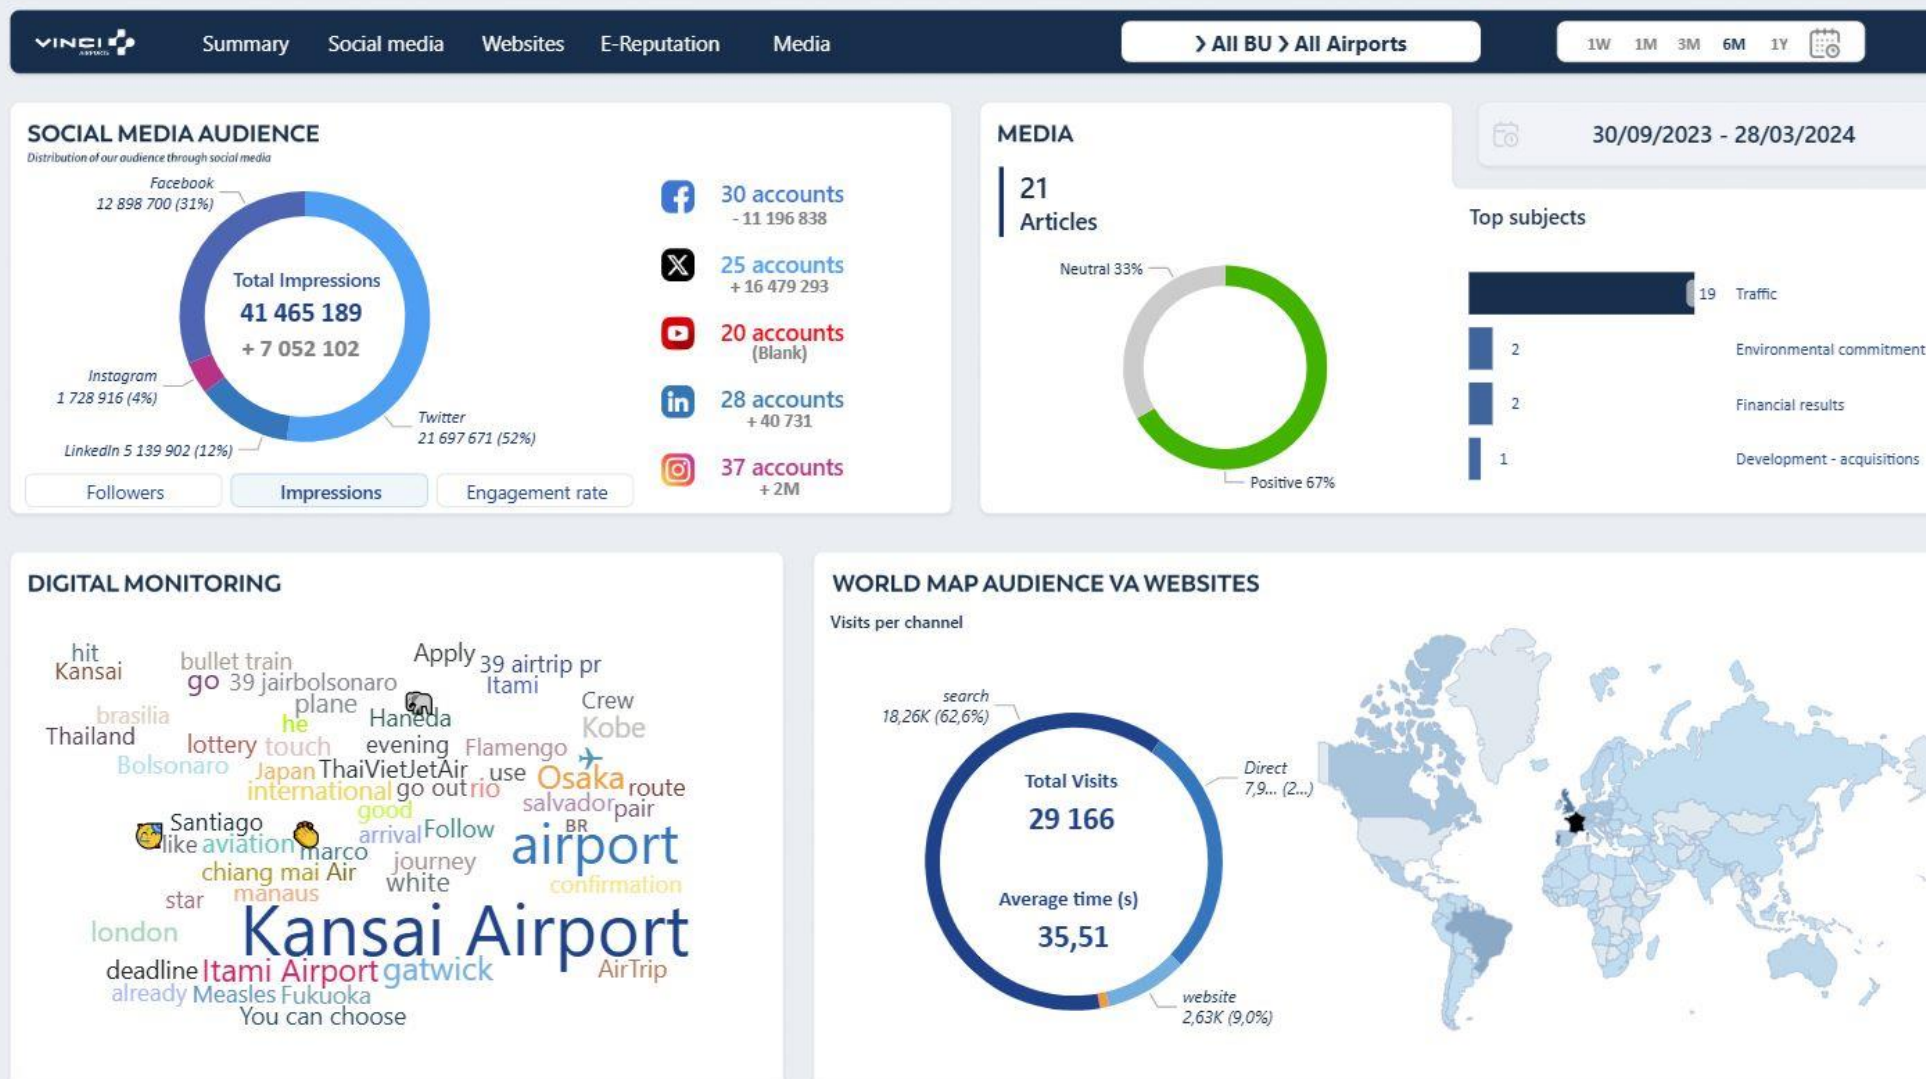 VINCI
AIRPORTS
Summary
Social media
Websites
E-Reputation
Media
❯ All BU ❯ All Airports
1W 1M 3M 6M 1Y
SOCIAL MEDIA AUDIENCE
Distribution of our audience through social media
Facebook
12 898 700 (31%)
Total Impressions
41 465 189
+ 7 052 102
Instagram
1 728 916 (4%)
Twitter
21 697 671 (52%)
LinkedIn 5 139 902 (12%)
Followers
Impressions
Engagement rate
30 accounts
- 11 196 838
25 accounts
+ 16 479 293
20 accounts
(Blank)
28 accounts
+ 40 731
37 accounts
+ 2M
MEDIA
21
Articles
Neutral 33%
Positive 67%
30/09/2023 - 28/03/2024
Top subjects
19 Traffic
2 Environmental commitment
2 Financial results
1 Development - acquisitions
DIGITAL MONITORING
hit
Kansai
bullet train
Apply
39 airtrip pr
go
39 jairbolsonaro
Itami
plane
Crew
brasilia
he
Haneda
Kobe
Thailand
lottery
touch
evening
Flamengo
Bolsonaro
Japan
ThaiVietJetAir
use
Osaka
route
international
go out
rio
salvador
pair
good
Santiago
arrival
Follow
BR
airport
like
aviation
marco
journey
chiang mai
Air
white
confirmation
star
manaus
london
Kansai Airport
deadline
Itami Airport
gatwick
AirTrip
already
Measles
Fukuoka
You can choose
WORLD MAP AUDIENCE VA WEBSITES
Visits per channel
search
18,26K (62,6%)
Direct
7,9... (2...)
Total Visits
29 166
Average time (s)
35,51
website
2,63K (9,0%)